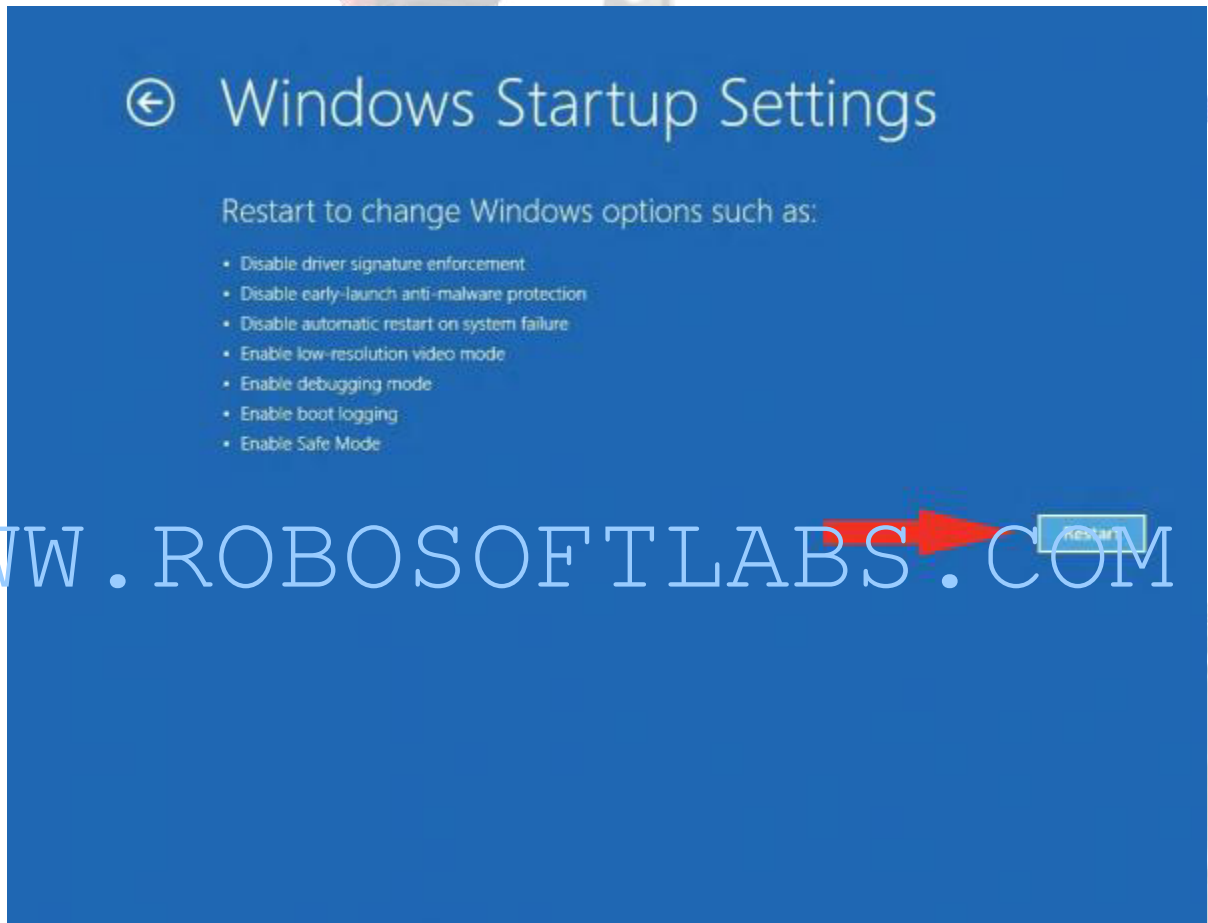 Windows Startup Settings
Restart to change Windows options such as:
• Disable driver signature enforcement
• Disable early-launch anti-malware protection
• Disable automatic restart on system failure
• Enable low-resolution video mode
• Enable debugging mode
• Enable boot logging
• Enable Safe Mode
Restart
W.ROBOSOFTLABS.COM